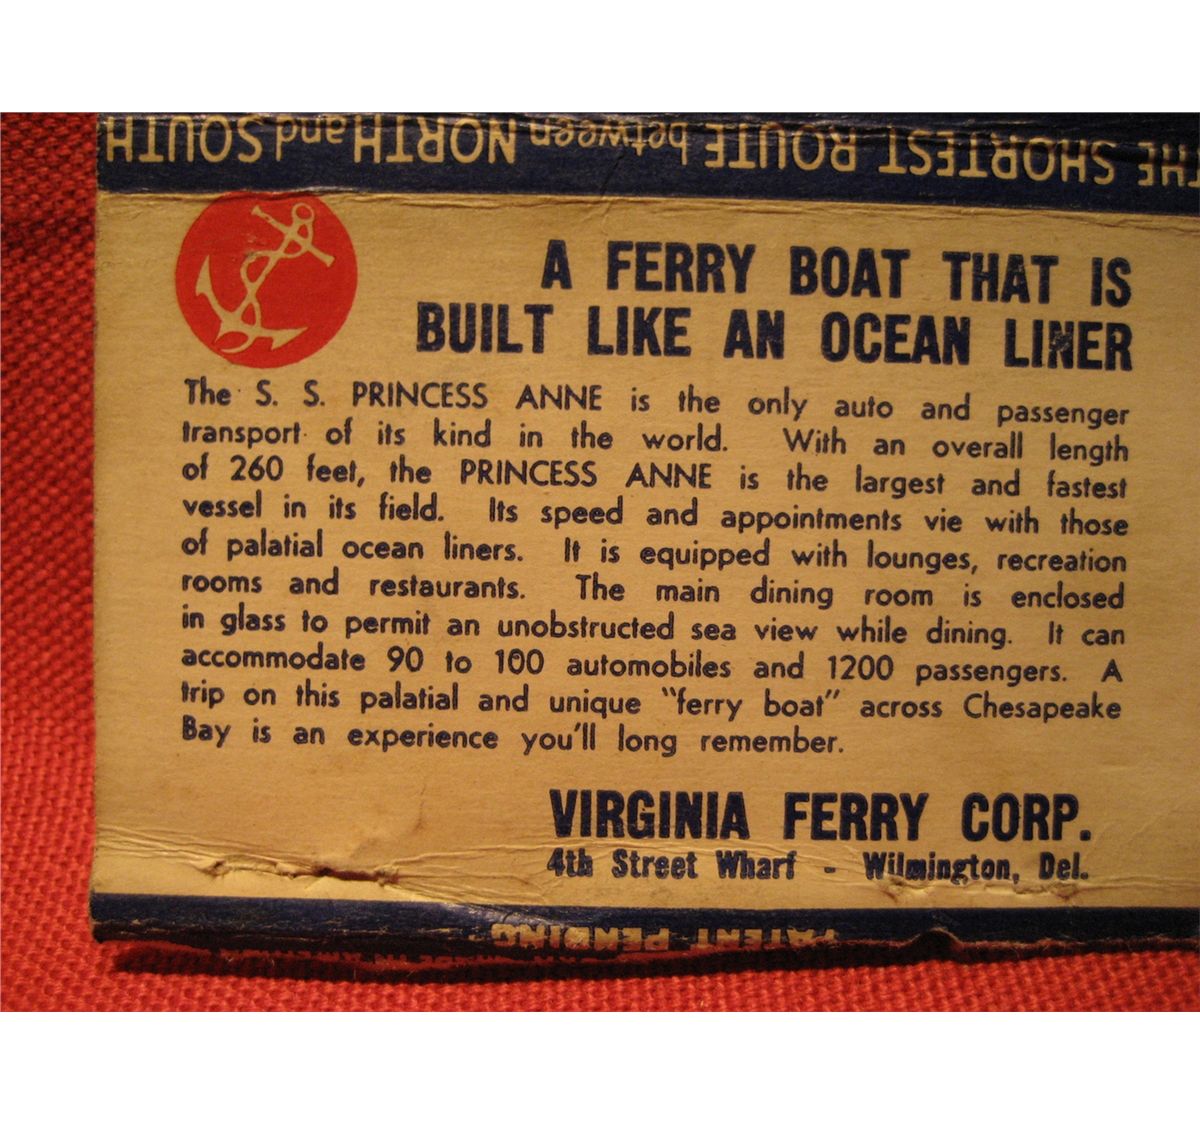 THE SHORTEST ROUTE between NORTH and SOUTH
A FERRY BOAT THAT IS
BUILT LIKE AN OCEAN LINER
The S. S. PRINCESS ANNE is the only auto and passenger
transport of its kind in the world. With an overall length
of 260 feet, the PRINCESS ANNE is the largest and fastest
vessel in its field. Its speed and appointments vie with those
of palatial ocean liners. It is equipped with lounges, recreation
rooms and restaurants. The main dining room is enclosed
in glass to permit an unobstructed sea view while dining. It can
accommodate 90 to 100 automobiles and 1200 passengers. A
trip on this palatial and unique "ferry boat" across Chesapeake
Bay is an experience you'll long remember.
VIRGINIA FERRY CORP.
4th Street Wharf - Wilmington, Del.
PATENT PENDING